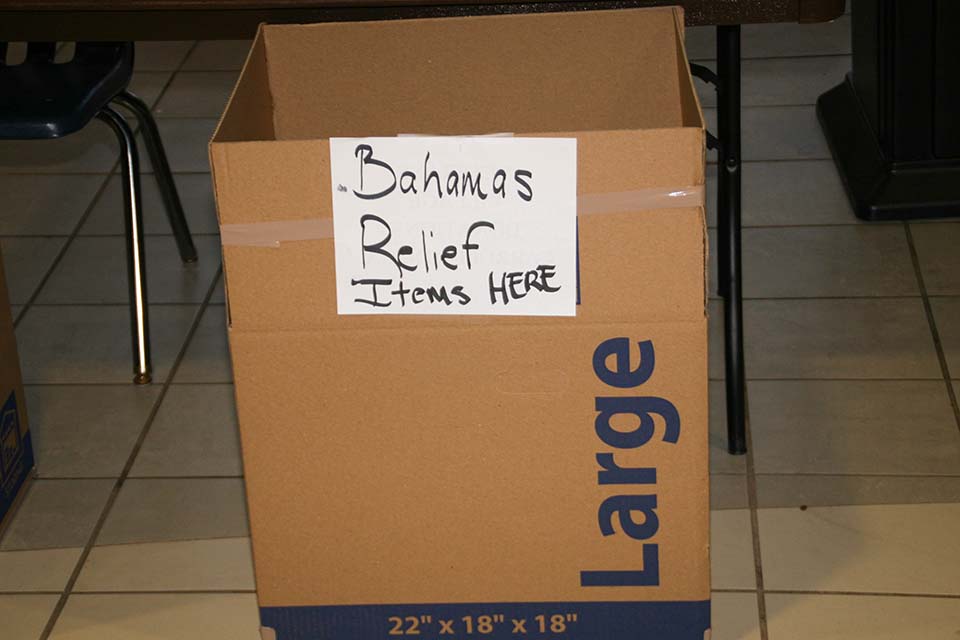 Bahamas
Relief
Items HERE
Large
22" x 18" x 18"